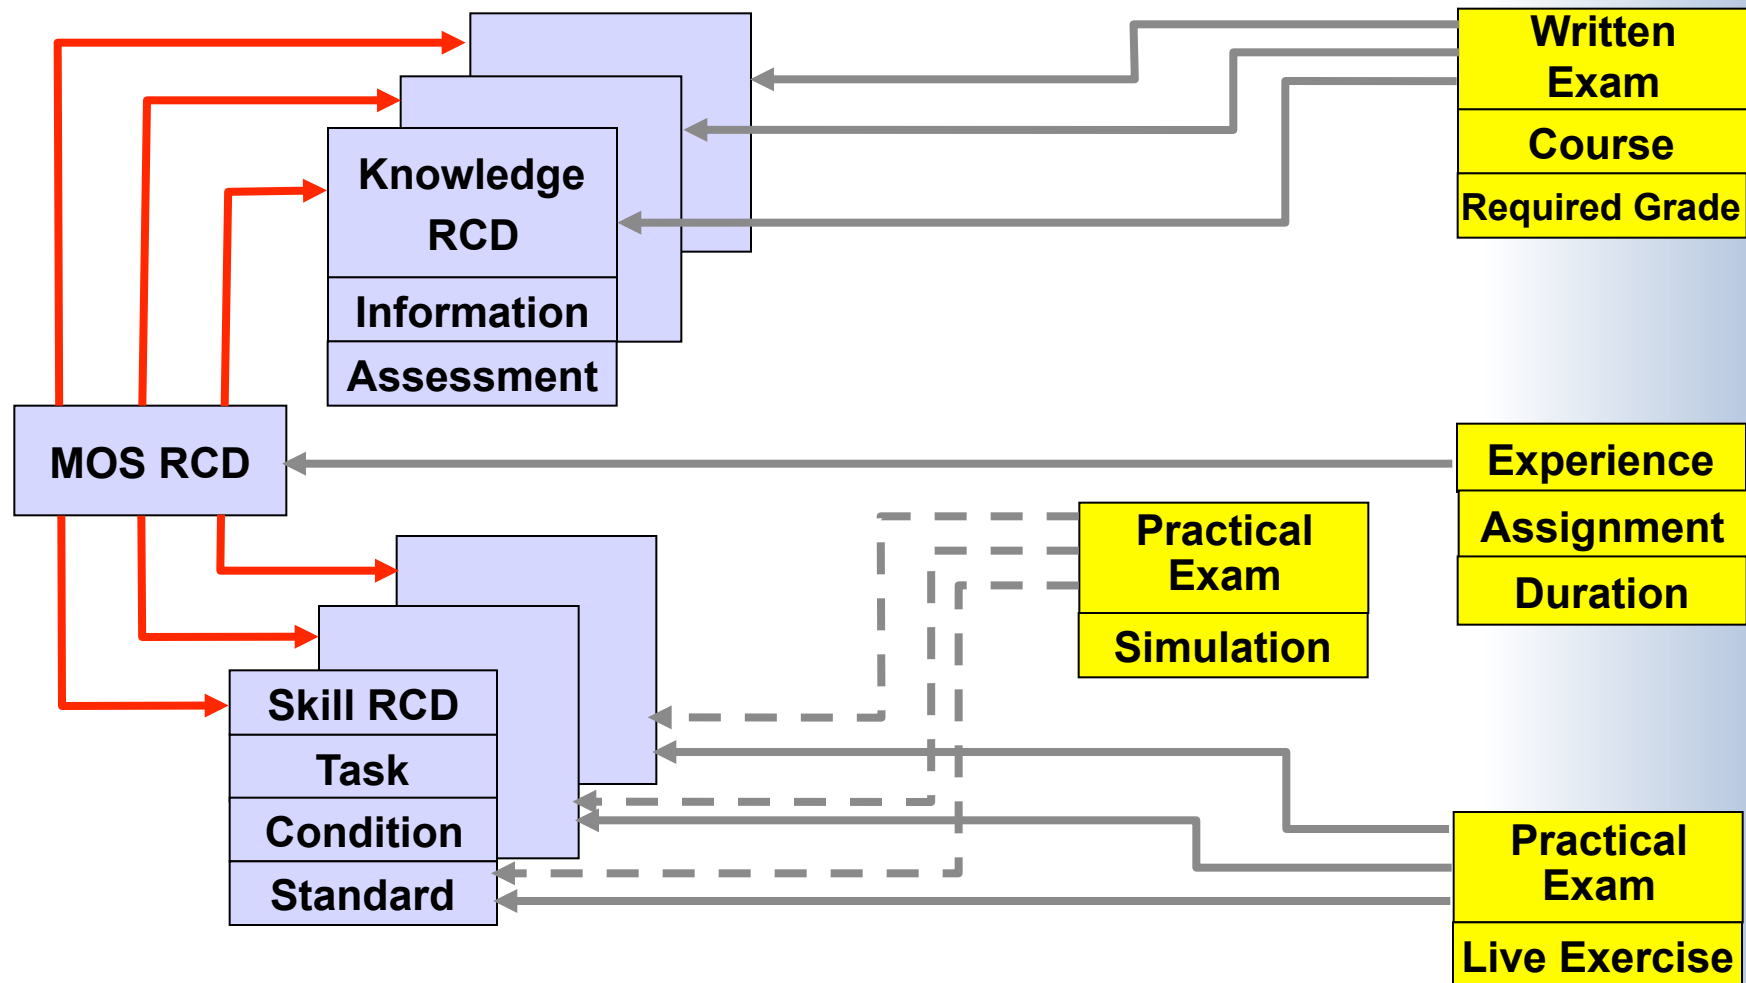 Written
Exam
Course
Required Grade
Knowledge
RCD
Information
Assessment
MOS RCD
Experience
Assignment
Duration
Practical
Exam
Simulation
Skill RCD
Task
Condition
Standard
Practical
Exam
Live Exercise